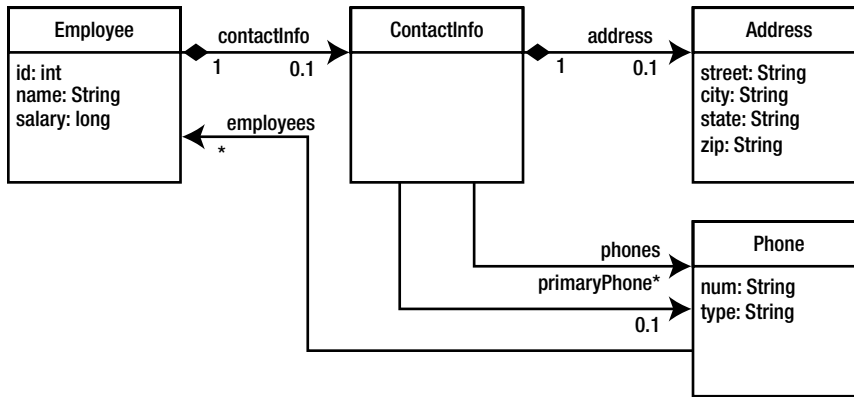 Employee
id: int
name: String
salary: long
contactInfo
1
0.1
employees
*
ContactInfo
address
1
0.1
Address
street: String
city: String
state: String
zip: String
phones
primaryPhone*
0.1
Phone
num: String
type: String